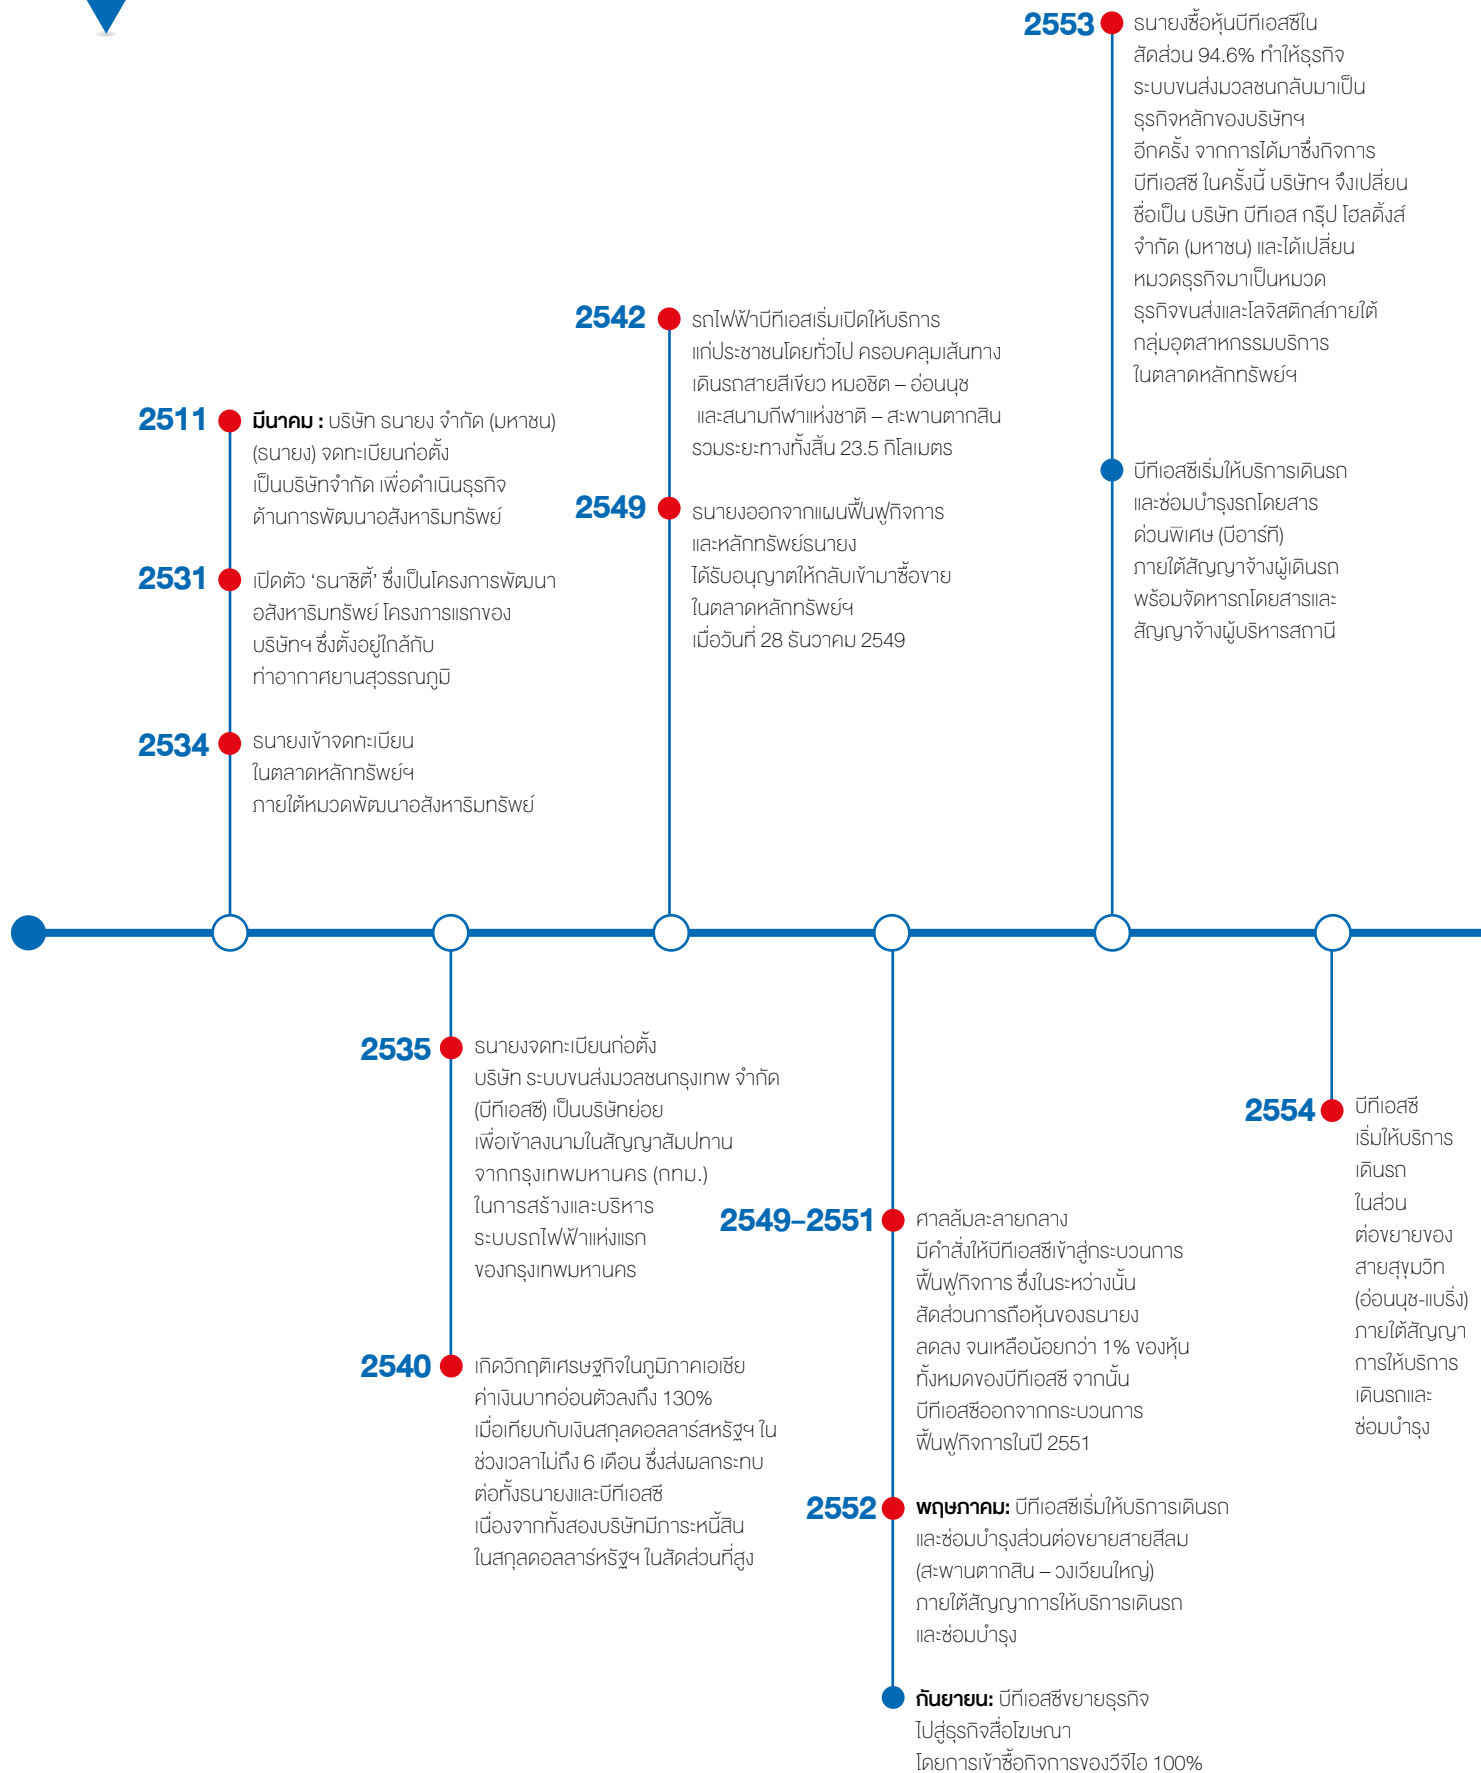 2511
มีนาคม : บริษัท ธนายง จำกัด (มหาชน)
(ธนายง) จดทะเบียนก่อตั้ง
เป็นบริษัทจำกัด เพื่อดำเนินธุรกิจ
ด้านการพัฒนาอสังหาริมทรัพย์
2531
เปิดตัว ‘ธนาซิตี้’ ซึ่งเป็นโครงการพัฒนา
อสังหาริมทรัพย์ โครงการแรกของ
บริษัทฯ ซึ่งตั้งอยู่ใกล้กับ
ท่าอากาศยานสุวรรณภูมิ
2534
ธนายงเข้าจดทะเบียน
ในตลาดหลักทรัพย์ฯ
ภายใต้หมวดพัฒนาอสังหาริมทรัพย์
2535
ธนายงจดทะเบียนก่อตั้ง
บริษัท ระบบขนส่งมวลชนกรุงเทพ จำกัด
(บีทีเอสซี) เป็นบริษัทย่อย
เพื่อเข้าลงนามในสัญญาสัมปทาน
จากกรุงเทพมหานคร (กทม.)
ในการสร้างและบริหาร
ระบบรถไฟฟ้าแห่งแรก
ของกรุงเทพมหานคร
2540
เกิดวิกฤติเศรษฐกิจในภูมิภาคเอเชีย
ค่าเงินบาทอ่อนตัวลงถึง 130%
เมื่อเทียบกับเงินสกุลดอลลาร์สหรัฐฯ ใน
ช่วงเวลาไม่ถึง 6 เดือน ซึ่งส่งผลกระทบ
ต่อทั้งธนายงและบีทีเอสซี
เนื่องจากทั้งสองบริษัทมีภาระหนี้สิน
ในสกุลดอลลาร์หรัฐฯ ในสัดส่วนที่สูง
2542
รถไฟฟ้าบีทีเอสเริ่มเปิดให้บริการ
แก่ประชาชนโดยทั่วไป ครอบคลุมเส้นทาง
เดินรถสายสีเขียว หมอชิต – อ่อนนุช
และสนามกีฬาแห่งชาติ – สะพานตากสิน
รวมระยะทางทั้งสิ้น 23.5 กิโลเมตร
2549
ธนายงออกจากแผนฟื้นฟูกิจการ
และหลักทรัพย์ธนายง
ได้รับอนุญาตให้กลับเข้ามาซื้อขาย
ในตลาดหลักทรัพย์ฯ
เมื่อวันที่ 28 ธันวาคม 2549
2549–2551
ศาลล้มละลายกลาง
มีคำสั่งให้บีทีเอสซีเข้าสู่กระบวนการ
ฟื้นฟูกิจการ ซึ่งในระหว่างนั้น
สัดส่วนการถือหุ้นของธนายง
ลดลง จนเหลือน้อยกว่า 1% ของหุ้น
ทั้งหมดของบีทีเอสซี จากนั้น
บีทีเอสซีออกจากกระบวนการ
ฟื้นฟูกิจการในปี 2551
2552
พฤษภาคม: บีทีเอสซีเริ่มให้บริการเดินรถ
และซ่อมบำรุงส่วนต่อขยายสายสีลม
(สะพานตากสิน – วงเวียนใหญ่)
ภายใต้สัญญาการให้บริการเดินรถ
และซ่อมบำรุง
กันยายน: บีทีเอสซีขยายธุรกิจ
ไปสู่ธุรกิจสื่อโฆษณา
โดยการเข้าซื้อกิจการของวีจีไอ 100%
2553
ธนายงซื้อหุ้นบีทีเอสซีใน
สัดส่วน 94.6% ทำให้ธุรกิจ
ระบบขนส่งมวลชนกลับมาเป็น
ธุรกิจหลักของบริษัทฯ
อีกครั้ง จากการได้มาซึ่งกิจการ
บีทีเอสซี ในครั้งนี้ บริษัทฯ จึงเปลี่ยน
ชื่อเป็น บริษัท บีทีเอส กรุ๊ป โฮลดิ้งส์
จำกัด (มหาชน) และได้เปลี่ยน
หมวดธุรกิจมาเป็นหมวด
ธุรกิจขนส่งและโลจิสติกส์ภายใต้
กลุ่มอุตสาหกรรมบริการ
ในตลาดหลักทรัพย์ฯ
บีทีเอสซีเริ่มให้บริการเดินรถ
และซ่อมบำรุงรถโดยสาร
ด่วนพิเศษ (บีอาร์ที)
ภายใต้สัญญาจ้างผู้เดินรถ
พร้อมจัดหารถโดยสารและ
สัญญาจ้างผู้บริหารสถานี
2554
บีทีเอสซี
เริ่มให้บริการ
เดินรถ
ในส่วน
ต่อขยายของ
สายสุขุมวิท
(อ่อนนุช-แบริ่ง)
ภายใต้สัญญา
การให้บริการ
เดินรถและ
ซ่อมบำรุง